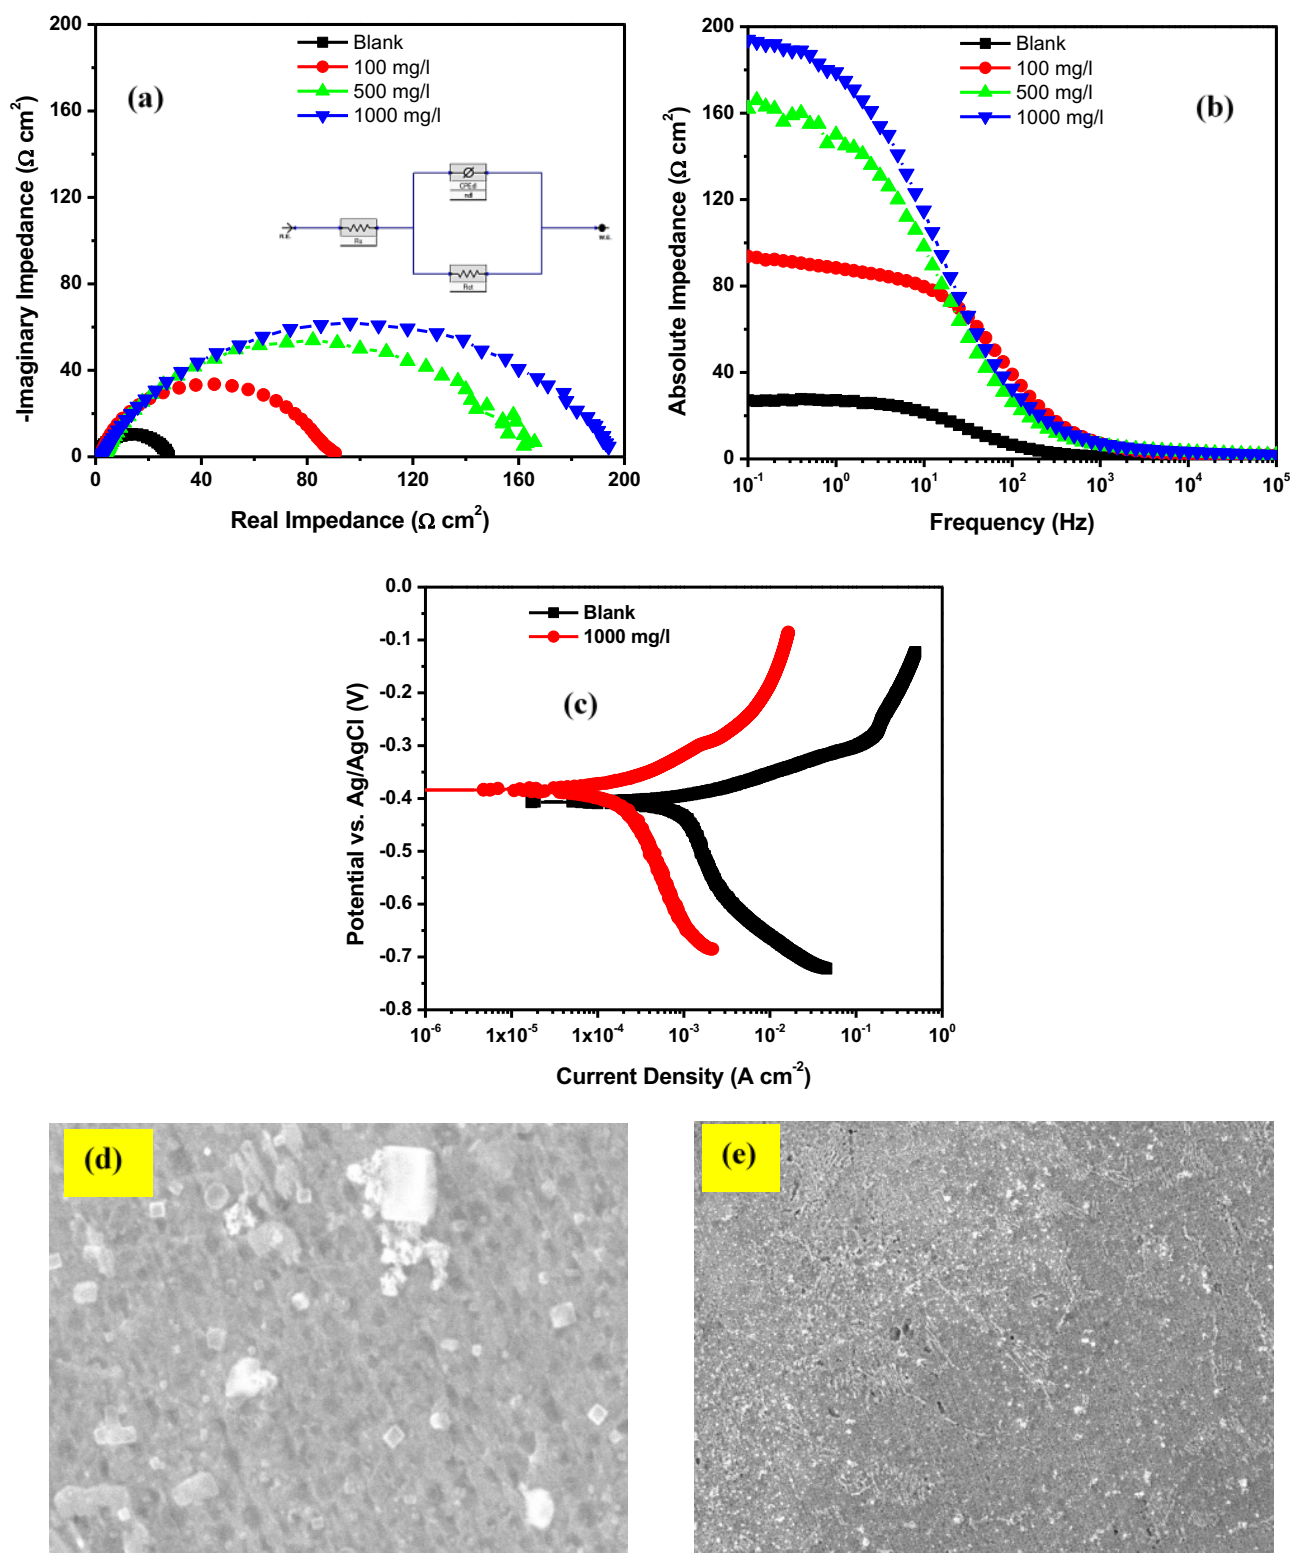 200
160
120
80
40
0
-Imaginary Impedance (Ω cm²)
Blank
100 mg/l
500 mg/l
1000 mg/l
(a)
CPEdl
ndl
R.E.
Rs
W.E.
Rct
0
40
80
120
160
200
Real Impedance (Ω cm²)
200
160
120
80
40
0
Absolute Impedance (Ω cm²)
Blank
100 mg/l
500 mg/l
1000 mg/l
(b)
10⁻¹
10⁰
10¹
10²
10³
10⁴
10⁵
Frequency (Hz)
0.0
-0.1
-0.2
-0.3
-0.4
-0.5
-0.6
-0.7
-0.8
Potential vs. Ag/AgCl (V)
Blank
1000 mg/l
(c)
10⁻⁶
1x10⁻⁵
1x10⁻⁴
10⁻³
10⁻²
10⁻¹
10⁰
Current Density (A cm⁻²)
(d)
(e)